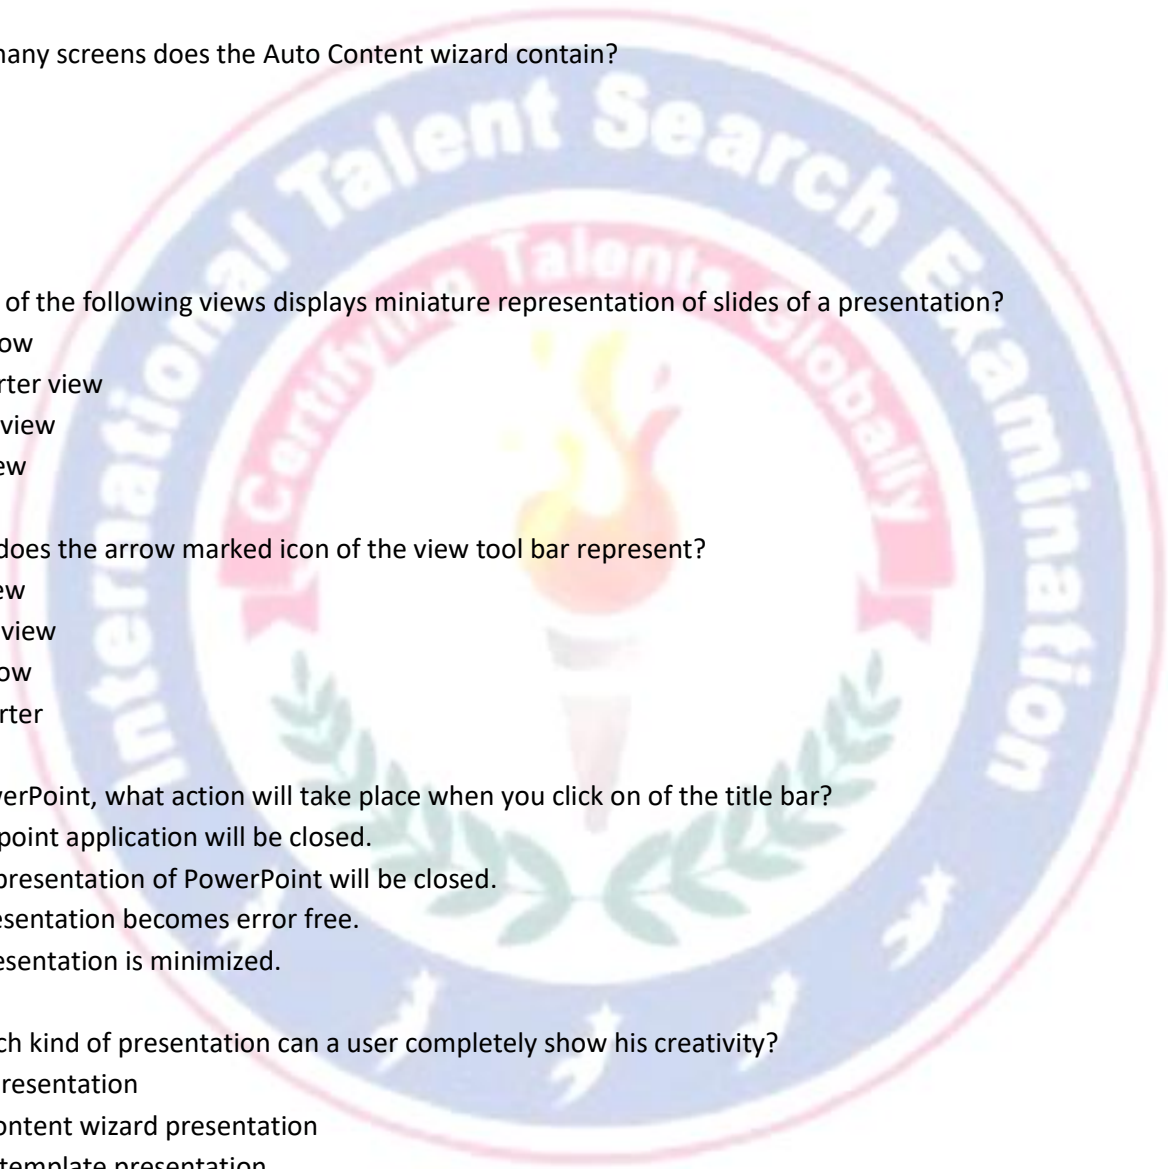 many screens does the Auto Content wizard contain?
of the following views displays miniature representation of slides of a presentation?
ow
rter view
view
ew
does the arrow marked icon of the view tool bar represent?
ew
view
ow
rter
werPoint, what action will take place when you click on of the title bar?
point application will be closed.
presentation of PowerPoint will be closed.
esentation becomes error free.
esentation is minimized.
ch kind of presentation can a user completely show his creativity?
resentation
ontent wizard presentation
template presentation
International Talent Search Examination
Certifying Talents Globally